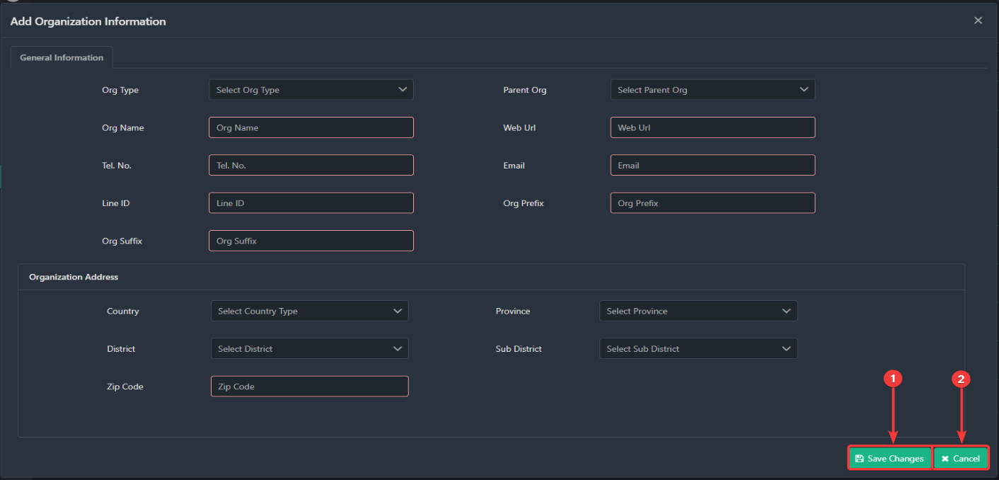 Add Organization Information
General Information
Org Type Select Org Type Parent Org Select Parent Org
Org Name Org Name Web Url Web Url
Tel. No. Tel. No. Email Email
Line ID Line ID Org Prefix Org Prefix
Org Suffix Org Suffix
Organization Address
Country Select Country Type Province Select Province
District Select District Sub District Select Sub District
Zip Code Zip Code
1 2
Save Changes Cancel